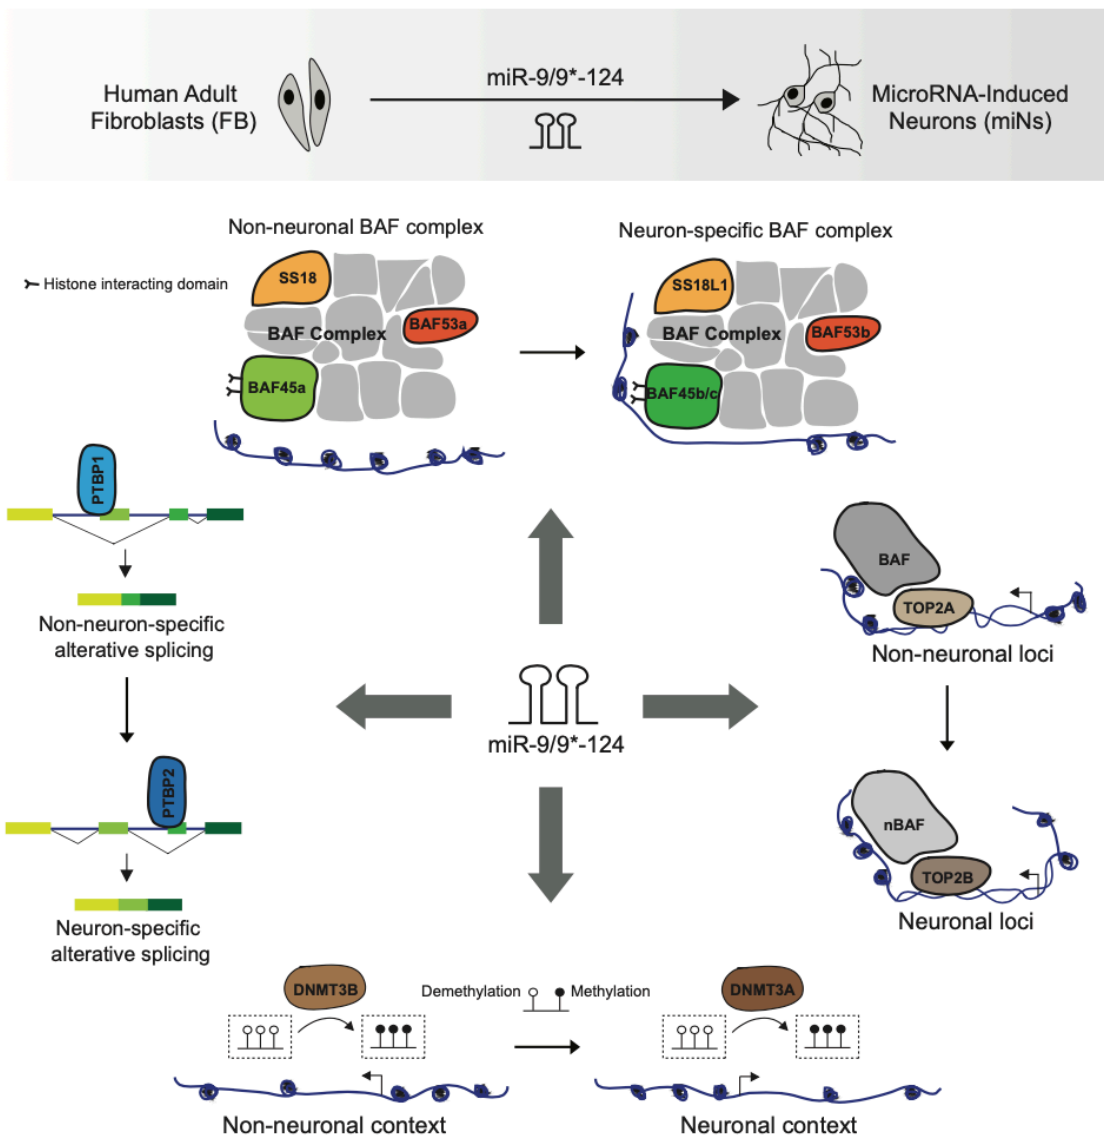 Human Adult
Fibroblasts (FB)
miR-9/9*-124
MicroRNA-Induced
Neurons (miNs)
Non-neuronal BAF complex
Neuron-specific BAF complex
Histone interacting domain
SS18
BAF Complex
BAF53a
BAF45a
SS18L1
BAF Complex
BAF53b
BAF45b/c
PTBP1
Non-neuron-specific
alterative splicing
PTBP2
Neuron-specific
alterative splicing
miR-9/9*-124
BAF
TOP2A
Non-neuronal loci
nBAF
TOP2B
Neuronal loci
DNMT3B
Demethylation
Methylation
DNMT3A
Non-neuronal context
Neuronal context